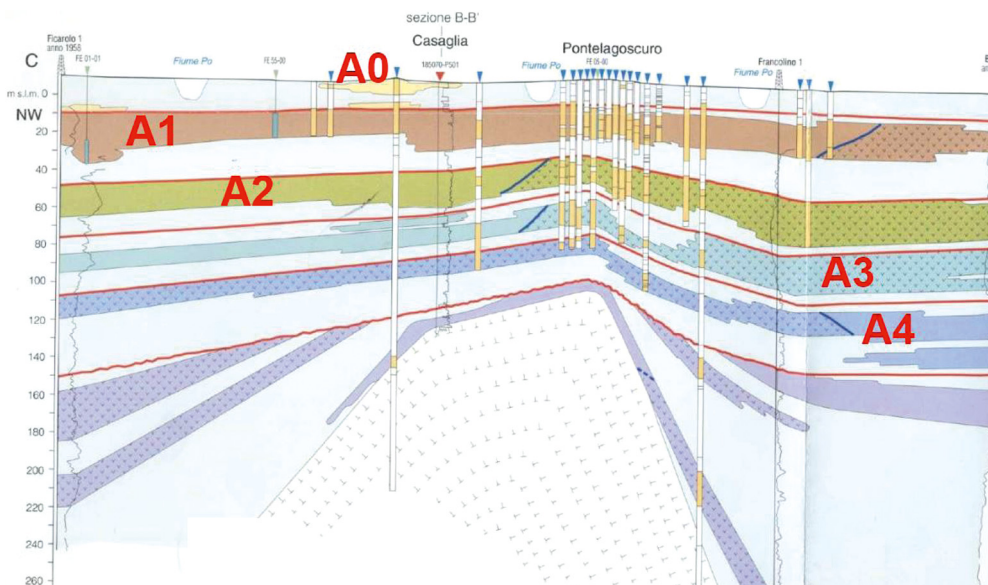 sezione B-B'
Ficarolo 1
anno 1958
Casaglia
Pontelagoscuro
C
FE 01-01
Fiume Po
FE 55-00
A0
185070-P501
Fiume Po
FE 05-00
Fiume Po
Francoline 1
m s.l.m. 0
NW
A1
20
40
A2
60
80
A3
100
A4
120
140
160
180
200
220
240
260